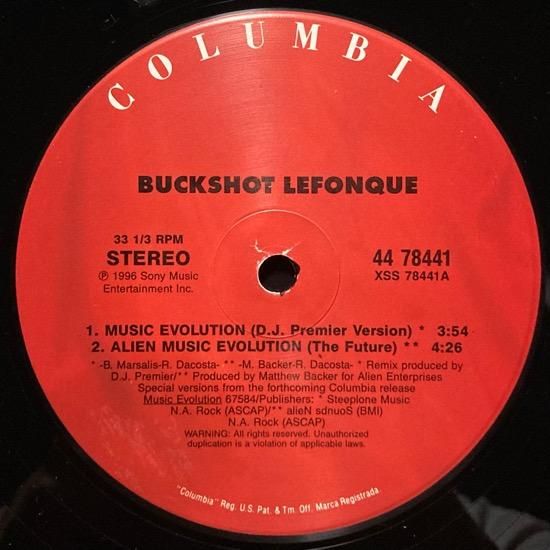 COLUMBIA
BUCKSHOT LEFONQUE
33 1/3 RPM
STEREO
℗ 1996 Sony Music
Entertainment Inc.
44 78441
XSS 78441A
1. MUSIC EVOLUTION (D.J. Premier Version) * 3:54
2. ALIEN MUSIC EVOLUTION (The Future) ** 4:26
* -B. Marsalis-R. Dacosta- ** -M. Backer-R. Dacosta- * Remix produced by
D.J. Premier/** Produced by Matthew Backer for Alien Enterprises
Special versions from the forthcoming Columbia release
Music Evolution 67584/Publishers: * Steeplone Music
N.A. Rock (ASCAP)/** alieN sdnuoS (BMI)
N.A. Rock (ASCAP)
WARNING: All rights reserved. Unauthorized
duplication is a violation of applicable laws.
"Columbia" Reg. U.S. Pat. & Tm. Off. Marca Registrada.